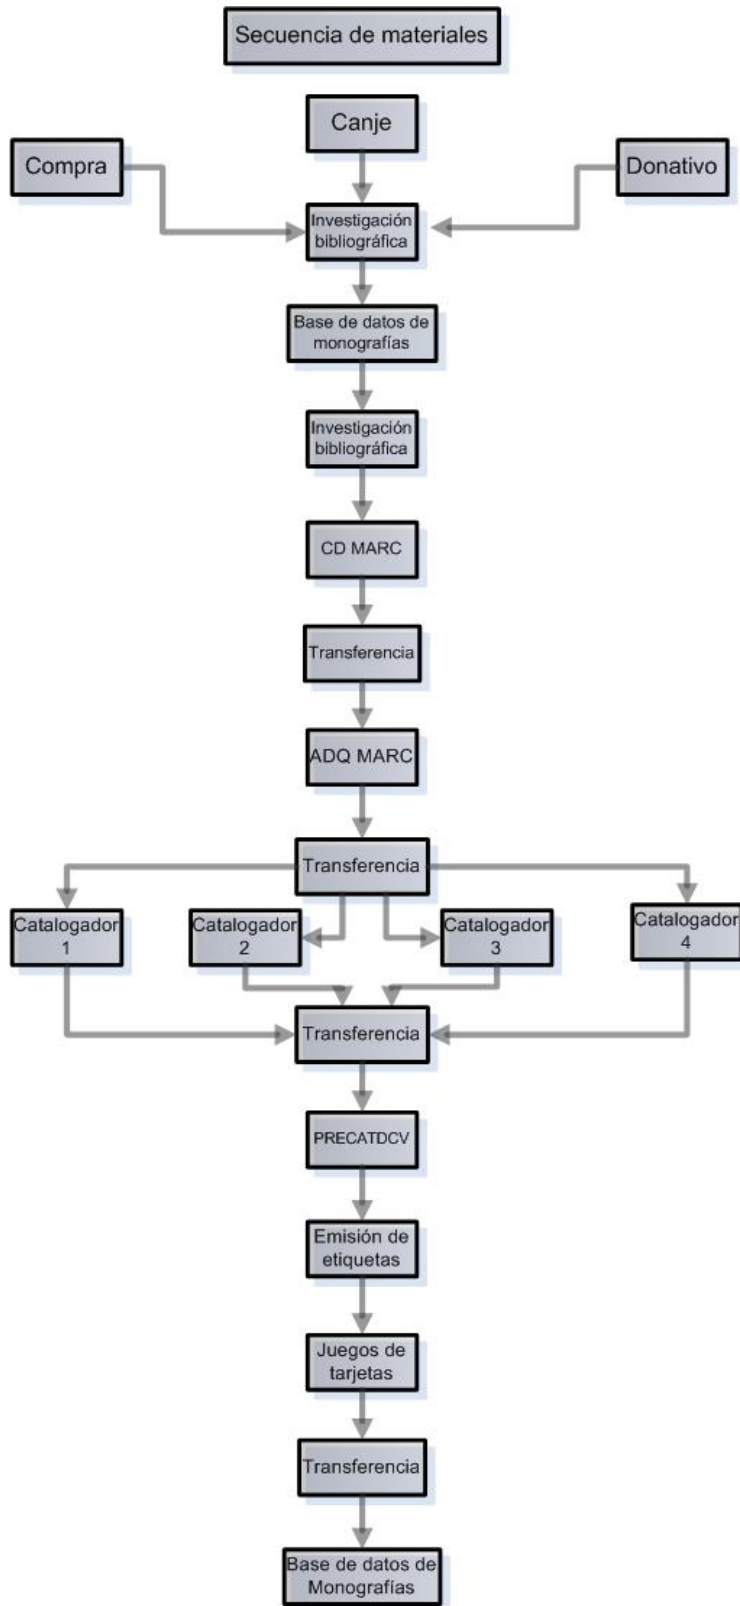 Secuencia de materiales
Canje
Compra
Donativo
Investigación
bibliográfica
Base de datos de
monografías
Investigación
bibliográfica
CD MARC
Transferencia
ADQ MARC
Transferencia
Catalogador
1
Catalogador
2
Catalogador
3
Catalogador
4
Transferencia
PRECATDCV
Emisión de
etiquetas
Juegos de
tarjetas
Transferencia
Base de datos de
Monografías